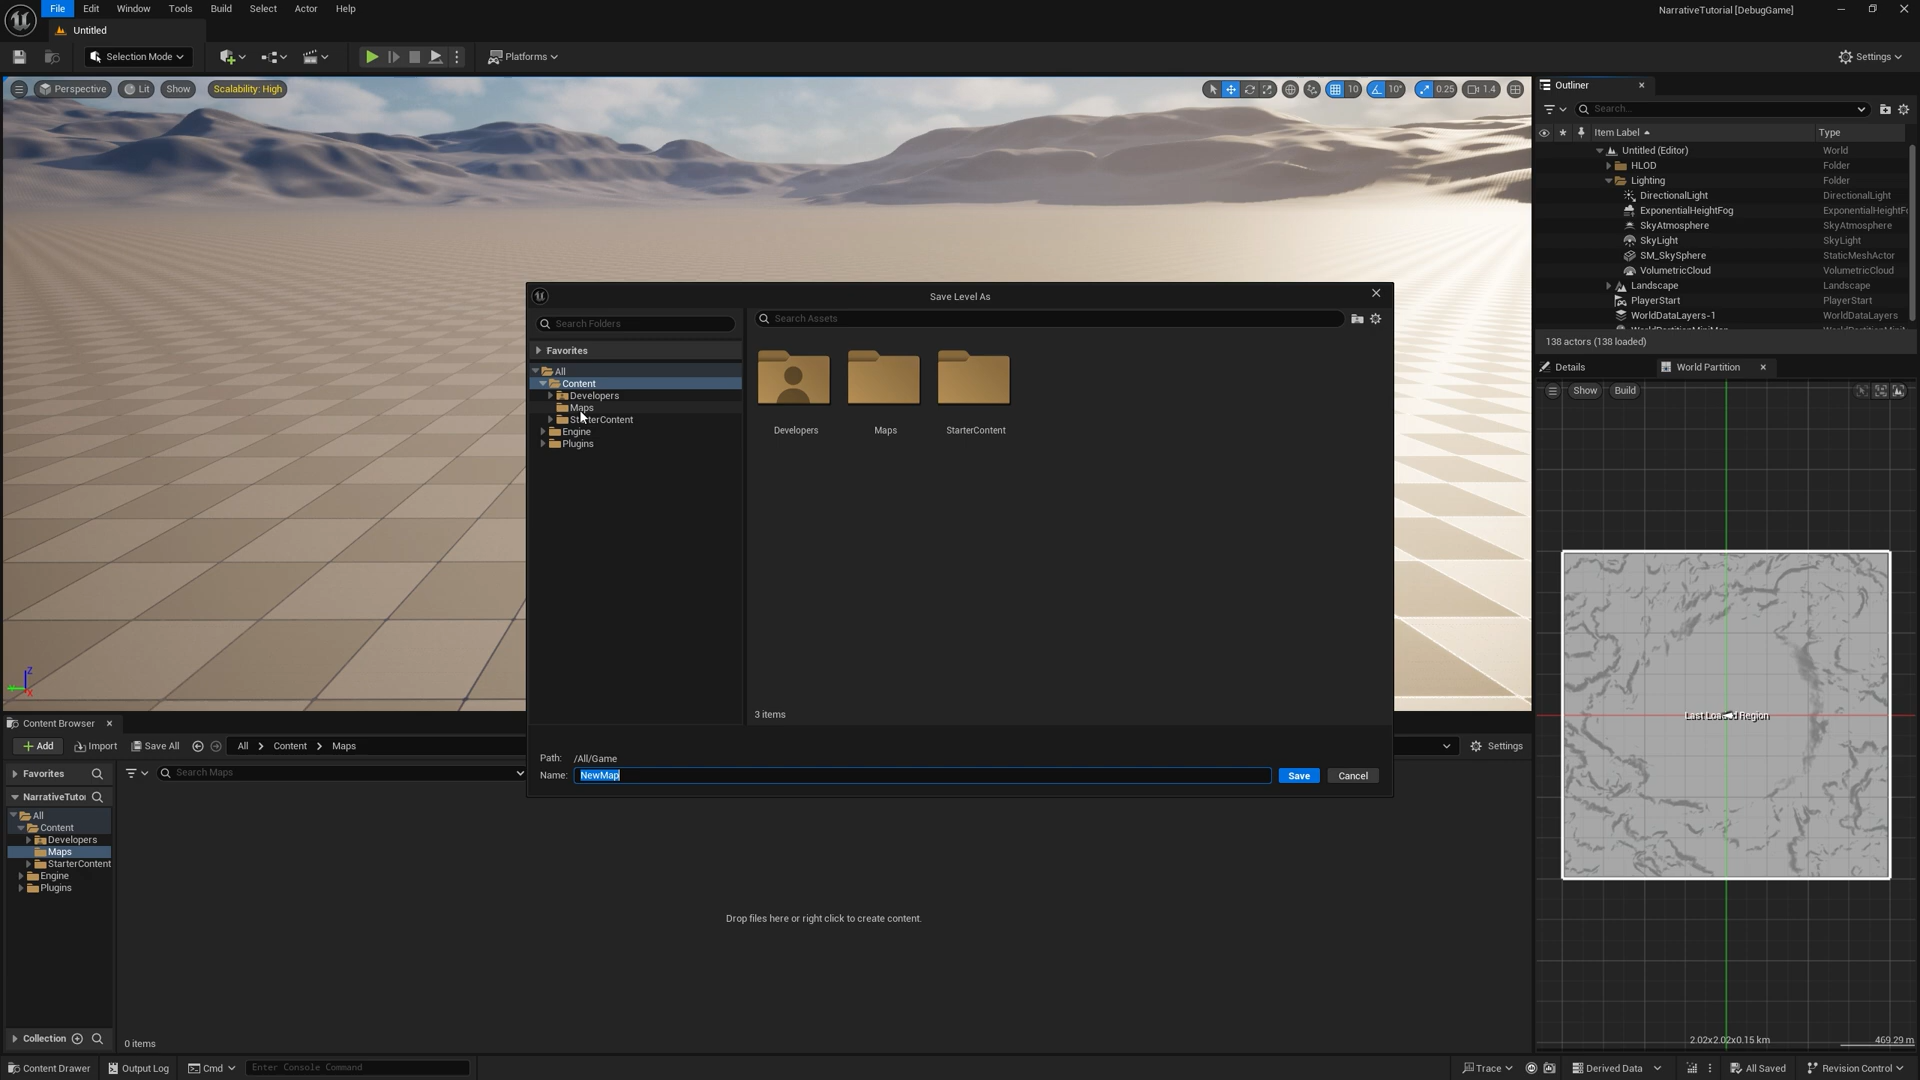 File Edit Window Tools Build Select Actor Help
NarrativeTutorial [DebugGame]
Untitled
Selection Mode
Platforms
Settings
Perspective Lit Show Scalability: High
10 10° 0.25 1.4
Outliner
Search...
Item Label Type
Untitled (Editor) World
HLOD Folder
Lighting Folder
DirectionalLight DirectionalLight
ExponentialHeightFog ExponentialHeightF
SkyAtmosphere SkyAtmosphere
SkyLight SkyLight
SM_SkySphere StaticMeshActor
VolumetricCloud VolumetricCloud
Landscape Landscape
PlayerStart PlayerStart
WorldDataLayers-1 WorldDataLayers
138 actors (138 loaded)
Details World Partition
Show Build
Last Loaded Region
2.02x2.02x0.15 km
469.29 m
Save Level As
Search Folders
Favorites
All
Content
Developers
Maps
StarterContent
Engine
Plugins
Search Assets
Developers Maps StarterContent
3 items
Path: /All/Game
Name: NewMap Save Cancel
Content Browser
Add Import Save All All Content Maps
Settings
Favorites
Search Maps
NarrativeTuto
All
Content
Developers
Maps
StarterContent
Engine
Plugins
Drop files here or right click to create content.
Collection
0 items
Content Drawer Output Log Cmd Enter Console Command
Trace Derived Data All Saved Revision Control